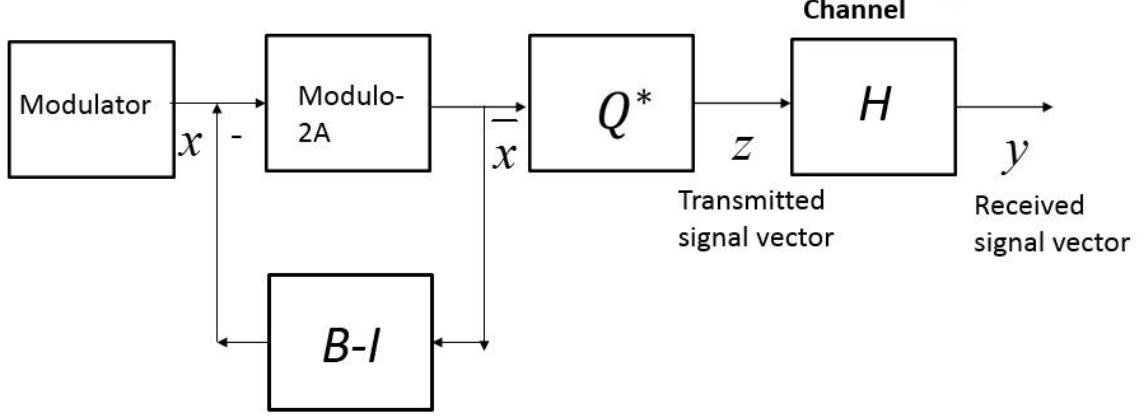 Channel
Modulator
Modulo-
2A
Q*
H
x
-
x̄
z
y
Transmitted
signal vector
Received
signal vector
B-I